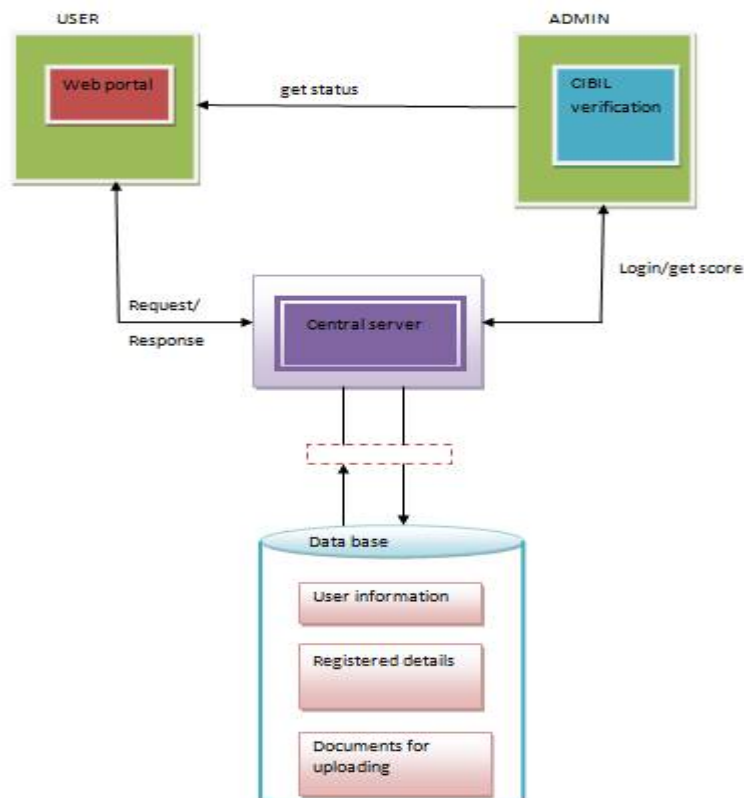 USER
ADMIN
Web portal
CIBIL
verification
get status
Login/get score
Request/
Response
Central server
Data base
User information
Registered details
Documents for
uploading